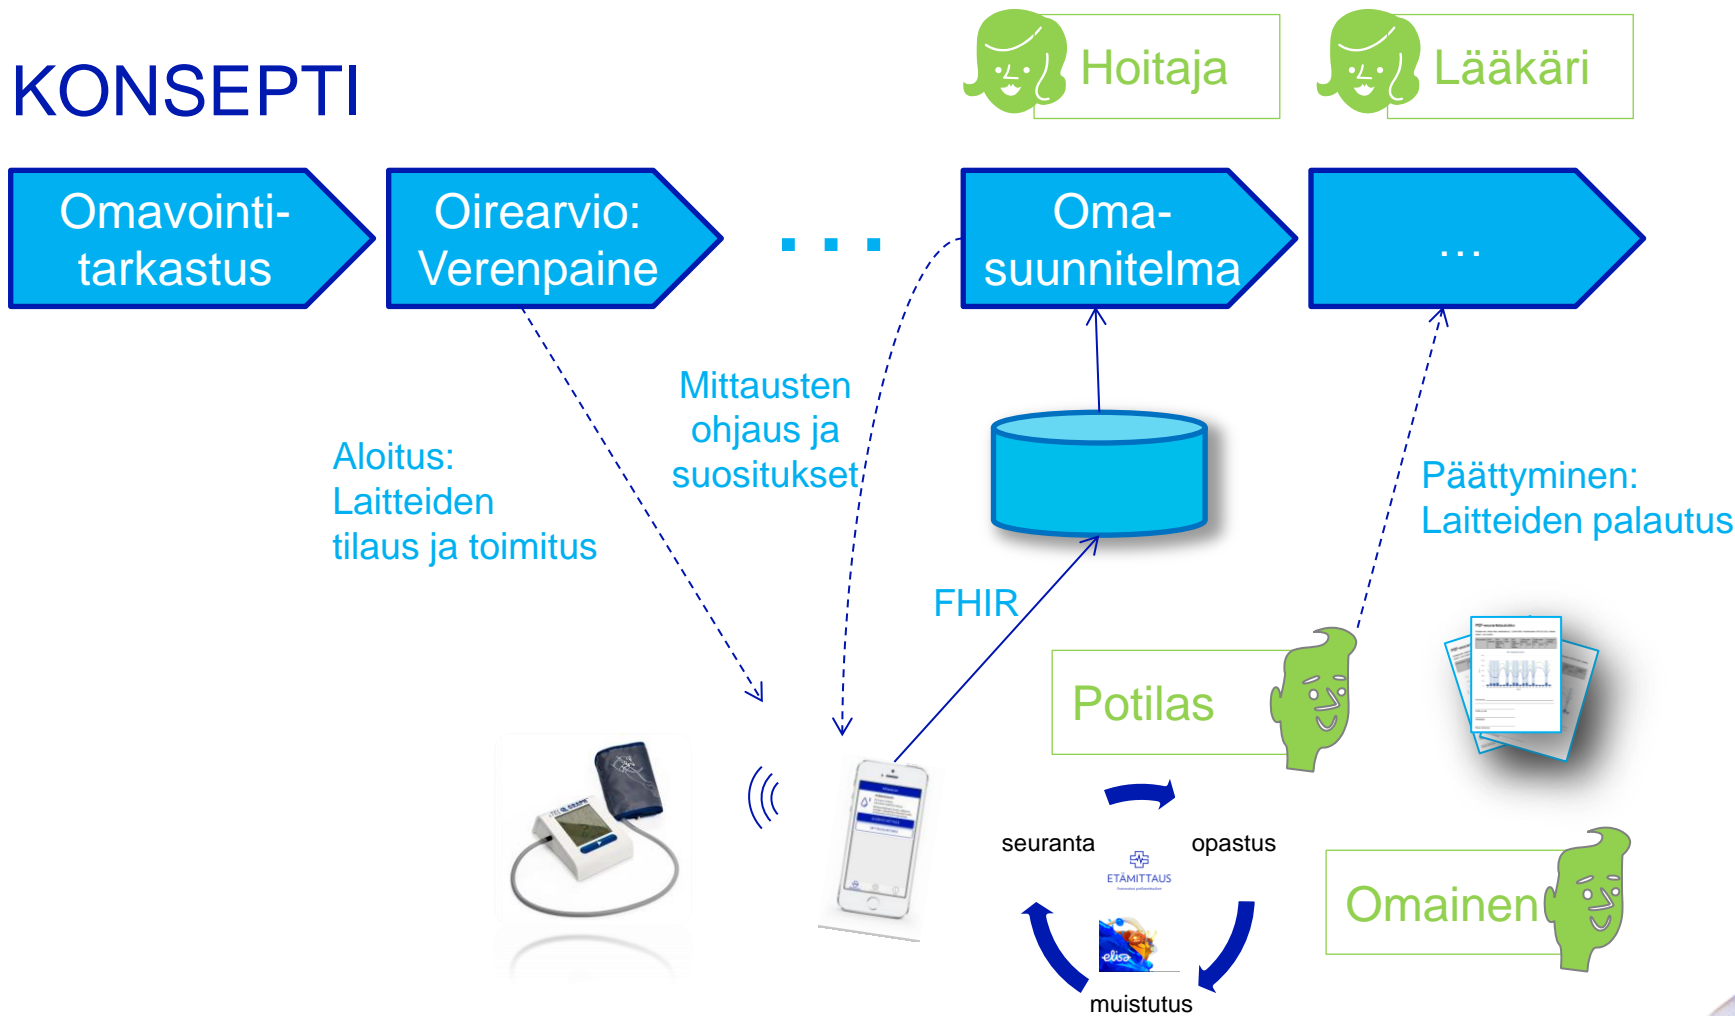 KONSEPTI
Hoitaja
Lääkäri
Omavointi-
tarkastus
Oirearvio:
Verenpaine
...
Oma-
suunnitelma
...
Mittausten
ohjaus ja
suositukset
Aloitus:
Laitteiden
tilaus ja toimitus
Päättyminen:
Laitteiden palautus
FHIR
Potilas
seuranta
opastus
ETÄMITTAUS
elisa
muistutus
Omainen